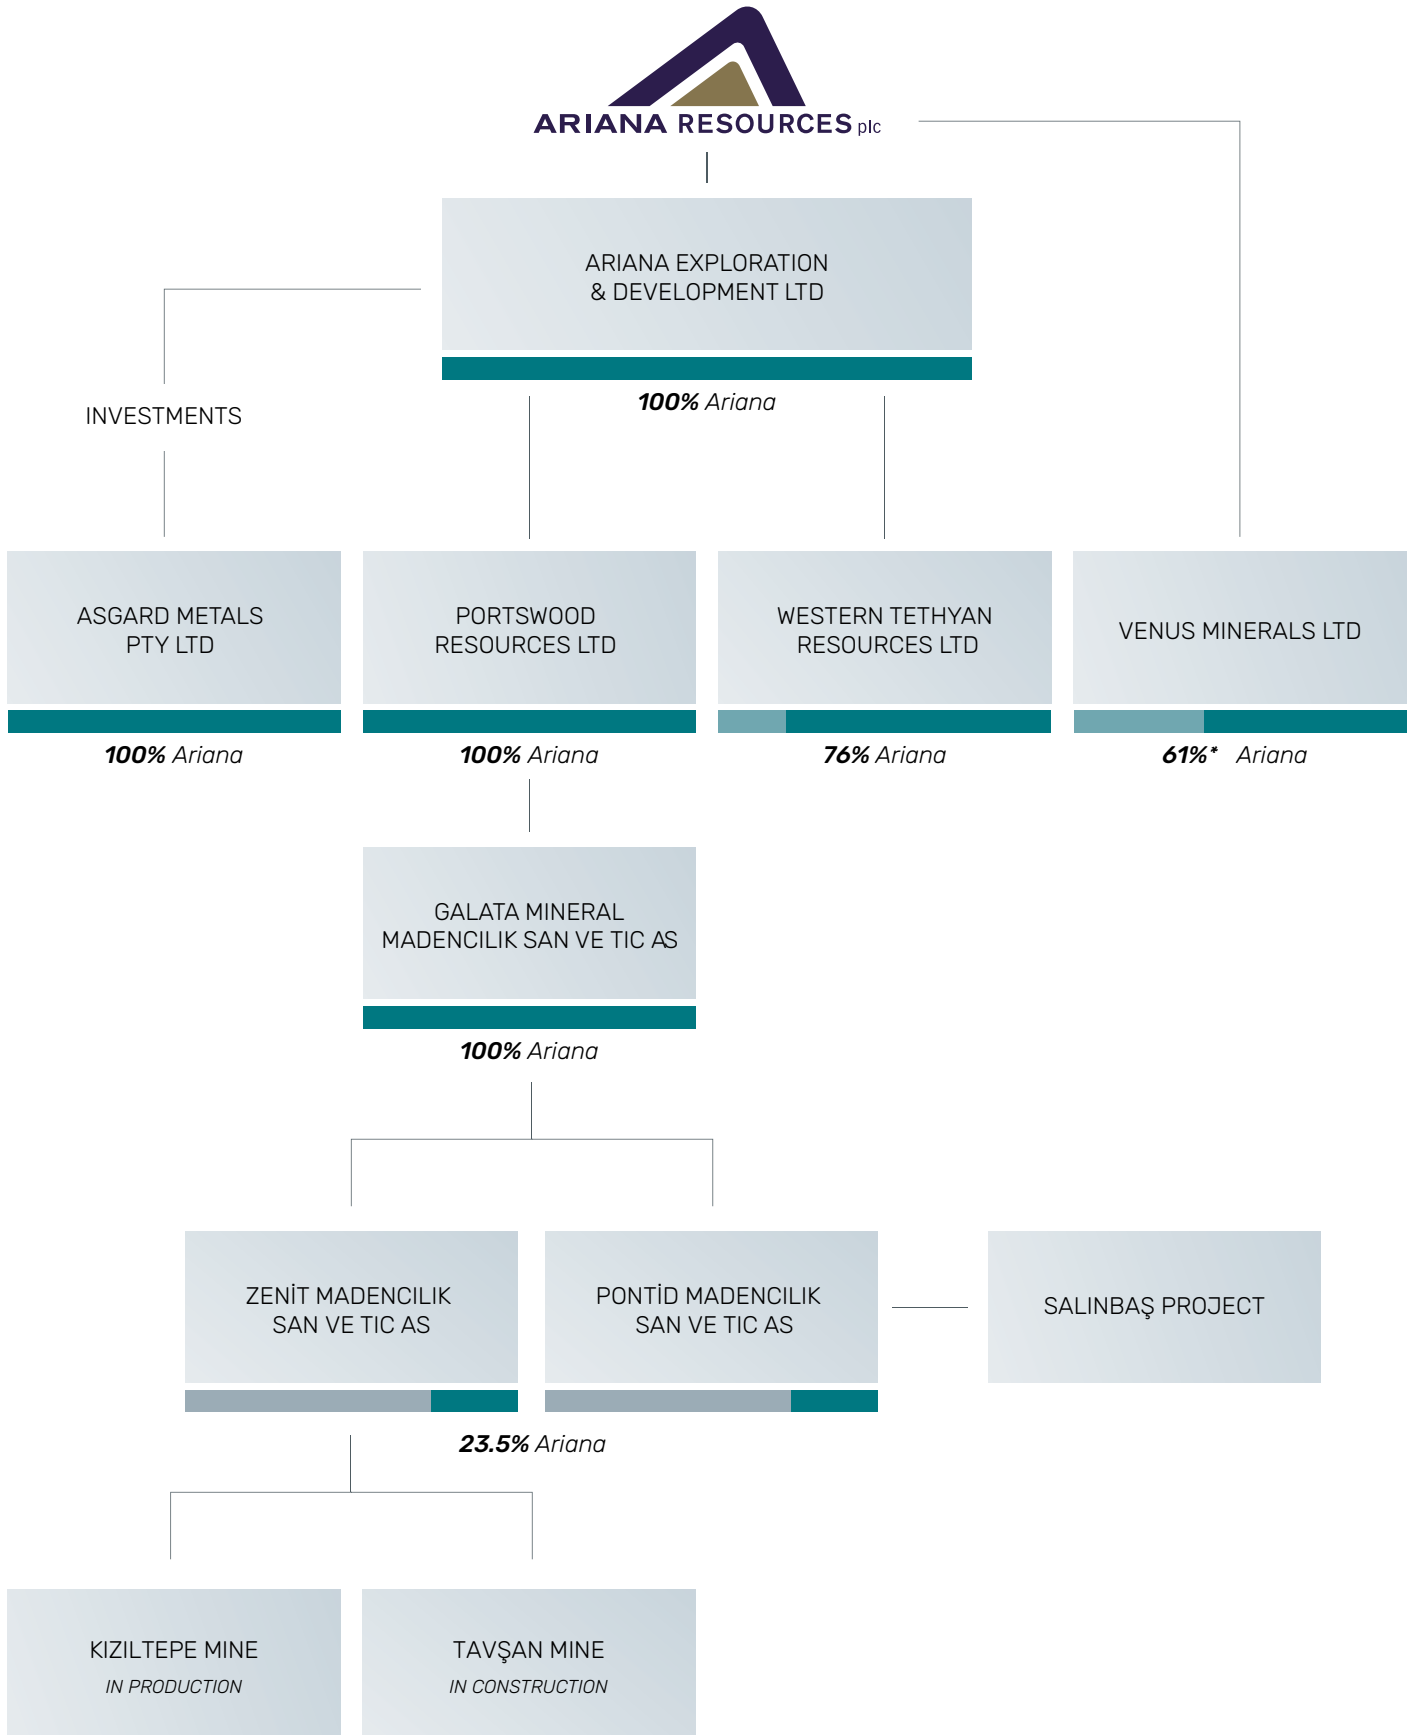 ARIANA RESOURCES plc
ARIANA EXPLORATION
& DEVELOPMENT LTD
100% Ariana
INVESTMENTS
ASGARD METALS
PTY LTD
100% Ariana
PORTSWOOD
RESOURCES LTD
100% Ariana
WESTERN TETHYAN
RESOURCES LTD
76% Ariana
VENUS MINERALS LTD
61%* Ariana
GALATA MINERAL
MADENCILIK SAN VE TIC AS
100% Ariana
ZENİT MADENCILIK
SAN VE TIC AS
PONTİD MADENCILIK
SAN VE TIC AS
23.5% Ariana
SALINBAŞ PROJECT
KIZILTEPE MINE
IN PRODUCTION
TAVŞAN MINE
IN CONSTRUCTION